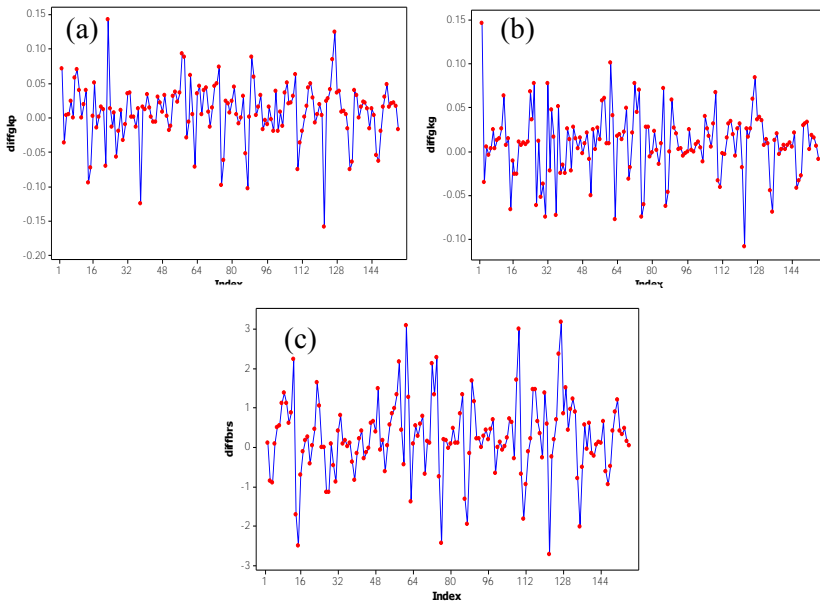 (a)
0.15
0.10
0.05
0.00
-0.05
-0.10
-0.15
-0.20
diffgkp
1 16 32 48 64 80 96 112 128 144
Index
(b)
0.15
0.10
0.05
0.00
-0.05
-0.10
diffgkg
1 16 32 48 64 80 96 112 128 144
Index
(c)
3
2
1
0
-1
-2
-3
diffbrs
1 16 32 48 64 80 96 112 128 144
Index